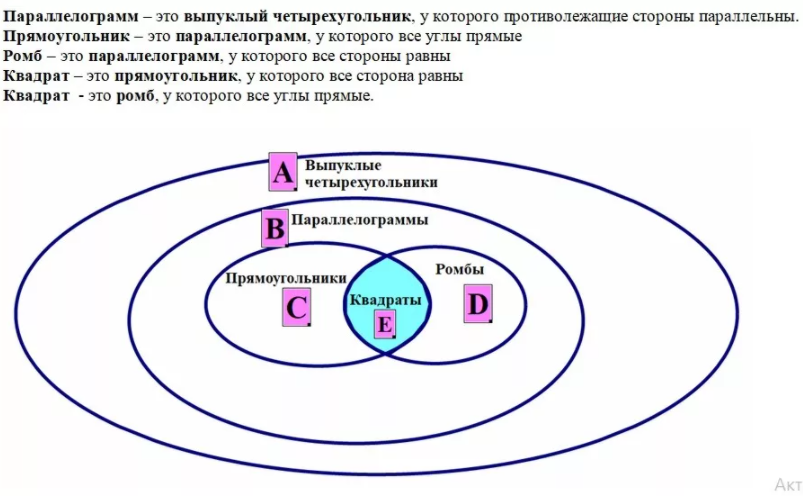 Параллелограмм – это выпуклый четырехугольник, у которого противолежащие стороны параллельны.
Прямоугольник – это параллелограмм, у которого все углы прямые
Ромб – это параллелограмм, у которого все стороны равны
Квадрат – это прямоугольник, у которого все сторона равны
Квадрат - это ромб, у которого все углы прямые.
A
Выпуклые
четырехугольники
B
Параллелограммы
Прямоугольники
C
Квадраты
E
Ромбы
D
Акт